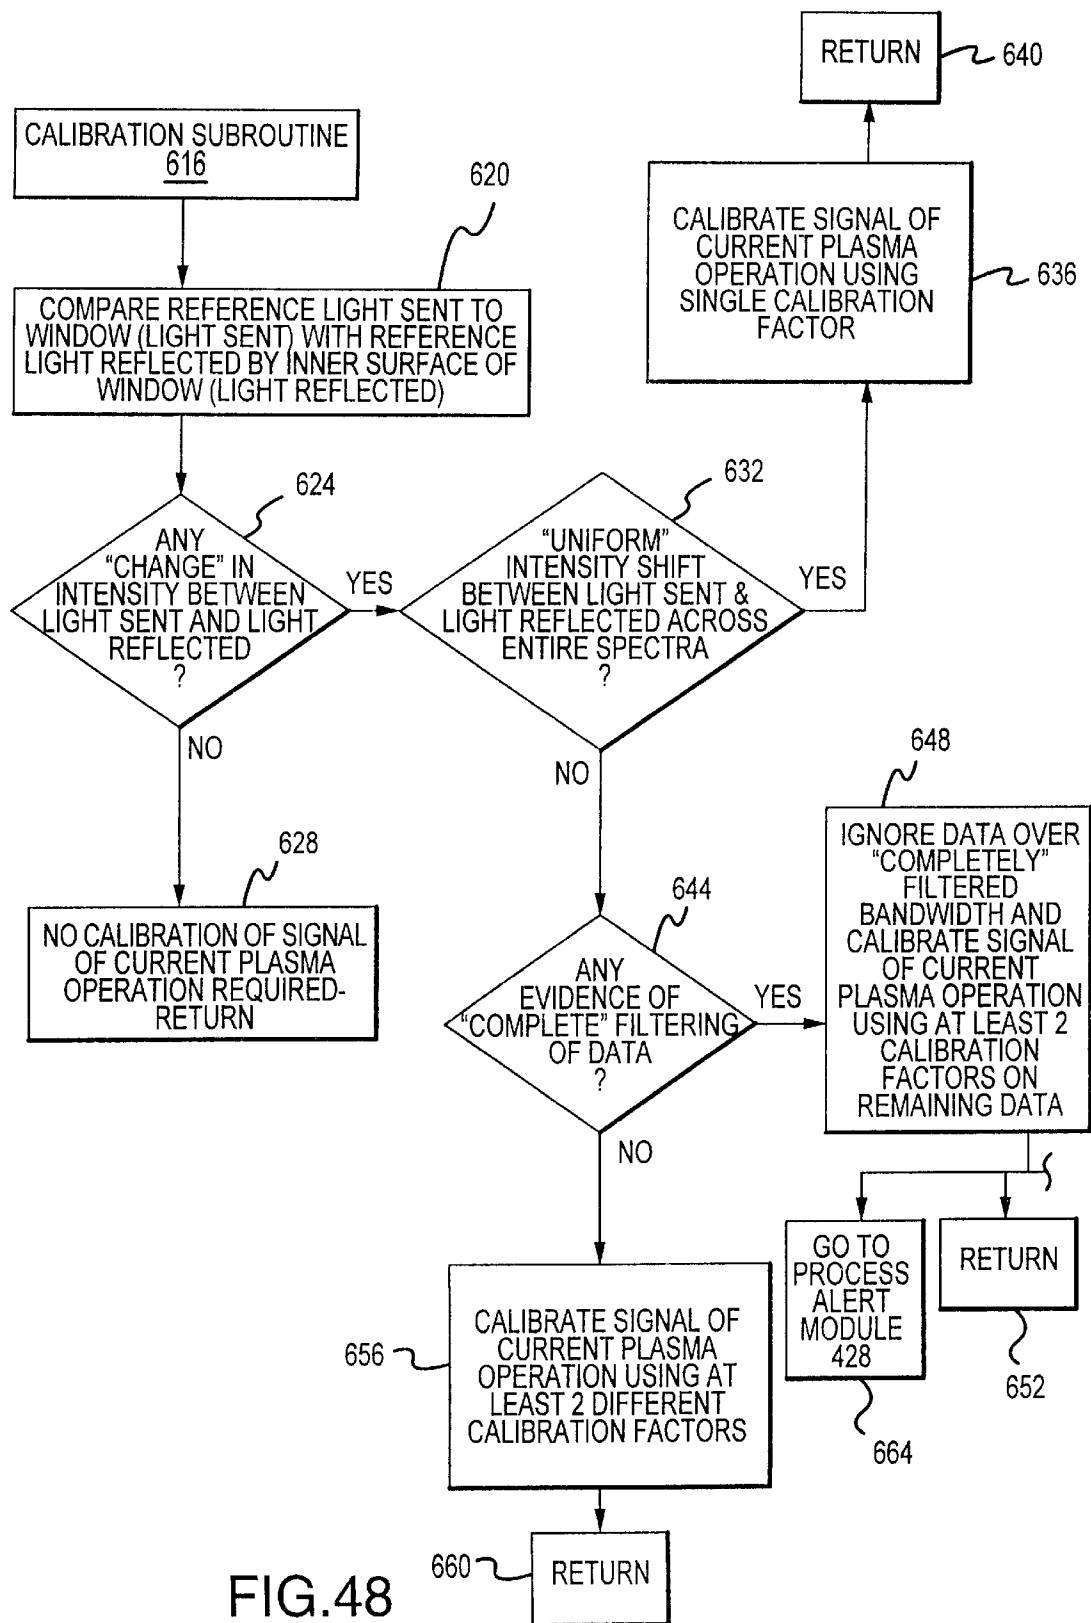 RETURN
640
CALIBRATION SUBROUTINE
616
620
CALIBRATE SIGNAL OF
CURRENT PLASMA
OPERATION USING
SINGLE CALIBRATION
FACTOR
636
COMPARE REFERENCE LIGHT SENT TO
WINDOW (LIGHT SENT) WITH REFERENCE
LIGHT REFLECTED BY INNER SURFACE OF
WINDOW (LIGHT REFLECTED)
624
ANY
"CHANGE" IN
INTENSITY BETWEEN
LIGHT SENT AND LIGHT
REFLECTED
?
YES
NO
632
"UNIFORM"
INTENSITY SHIFT
BETWEEN LIGHT SENT &
LIGHT REFLECTED ACROSS
ENTIRE SPECTRA
?
YES
NO
628
NO CALIBRATION OF SIGNAL
OF CURRENT PLASMA
OPERATION REQUIRED-
RETURN
644
ANY
EVIDENCE OF
"COMPLETE" FILTERING
OF DATA
?
YES
NO
648
IGNORE DATA OVER
"COMPLETELY"
FILTERED
BANDWIDTH AND
CALIBRATE SIGNAL
OF CURRENT
PLASMA OPERATION
USING AT LEAST 2
CALIBRATION
FACTORS ON
REMAINING DATA
GO TO
PROCESS
ALERT
MODULE
428
664
RETURN
652
656
CALIBRATE SIGNAL OF
CURRENT PLASMA
OPERATION USING AT
LEAST 2 DIFFERENT
CALIBRATION FACTORS
660
RETURN
FIG.48